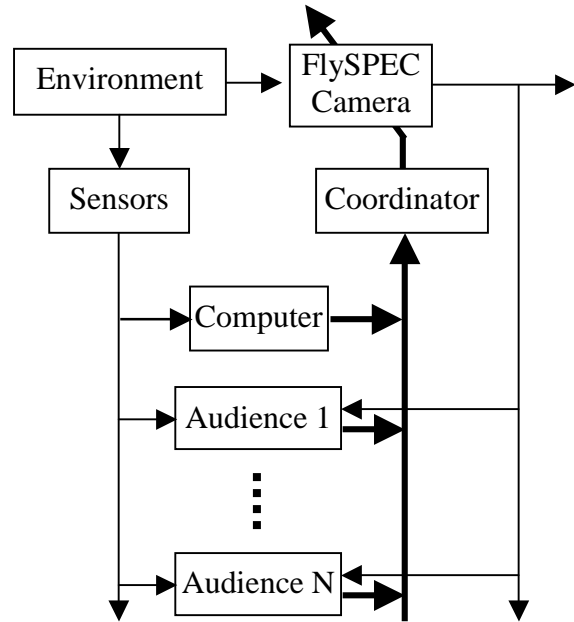 Environment
FlySPEC
Camera
Sensors
Coordinator
Computer
Audience 1
Audience N